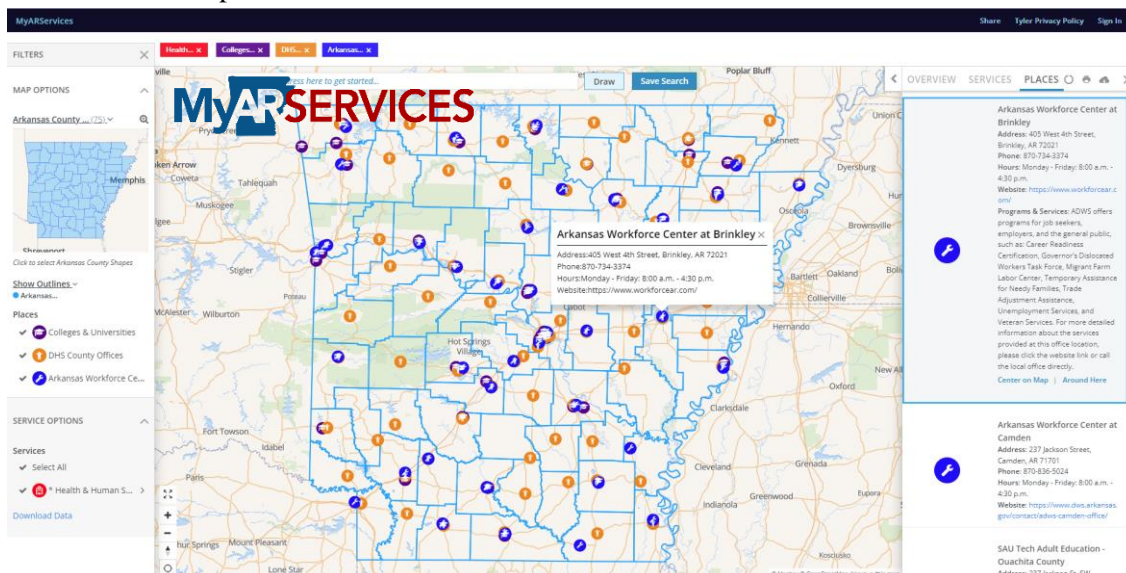 MyARServices
Share Tyler Privacy Policy Sign In
FILTERS
Health... x Colleges... x DHS... x Arkansas... x
MAP OPTIONS
Arkansas County ... (75)
Memphis
Shreveport
Click to select Arkansas County Shapes
Show Outlines
Arkansas...
Places
Colleges & Universities
DHS County Offices
Arkansas Workforce Ce...
SERVICE OPTIONS
Services
Select All
* Health & Human S...
Download Data
ress here to get started...
Draw Save Search
MyARSERVICES
Poplar Bluff
Union C
Kennett
ken Arrow
Coweta
Tahlequah
Dyersburg
Muskogee
Osceola
Brownsville
Stigler
Bartlett Oakland
Collierville
Poteau
McAlester Wilburton
Cabot
Hernando
Hot Springs
Village
New Al
Oxford
Clarksdale
Fort Towson
Idabel
Cleveland
Grenada
Paris
Greenwood
Eupora
Indianola
hur Springs Mount Pleasant
Kosciusko
Lone Star
Arkansas Workforce Center at Brinkley ×
Address:405 West 4th Street, Brinkley, AR 72021
Phone:870-734-3374
Hours:Monday - Friday: 8:00 a.m. - 4:30 p.m.
Website:https://www.workforcear.com/
OVERVIEW SERVICES PLACES
Arkansas Workforce Center at
Brinkley
Address: 405 West 4th Street,
Brinkley, AR 72021
Phone: 870-734-3374
Hours: Monday - Friday: 8:00 a.m. -
4:30 p.m.
Website: https://www.workforcear.c
om/
Programs & Services: ADWS offers
programs for job seekers,
employers, and the general public,
such as: Career Readiness
Certification, Governor's Dislocated
Workers Task Force, Migrant Farm
Labor Center, Temporary Assistance
for Needy Families, Trade
Adjustment Assistance,
Unemployment Services, and
Veteran Services. For more detailed
information about the services
provided at this office location,
please click the website link or call
the local office directly.
Center on Map | Around Here
Arkansas Workforce Center at
Camden
Address: 237 Jackson Street,
Camden, AR 71701
Phone: 870-836-5024
Hours: Monday - Friday: 8:00 a.m. -
4:30 p.m.
Website: https://www.dws.arkansas.
gov/contact/adws-camden-office/
SAU Tech Adult Education -
Ouachita County